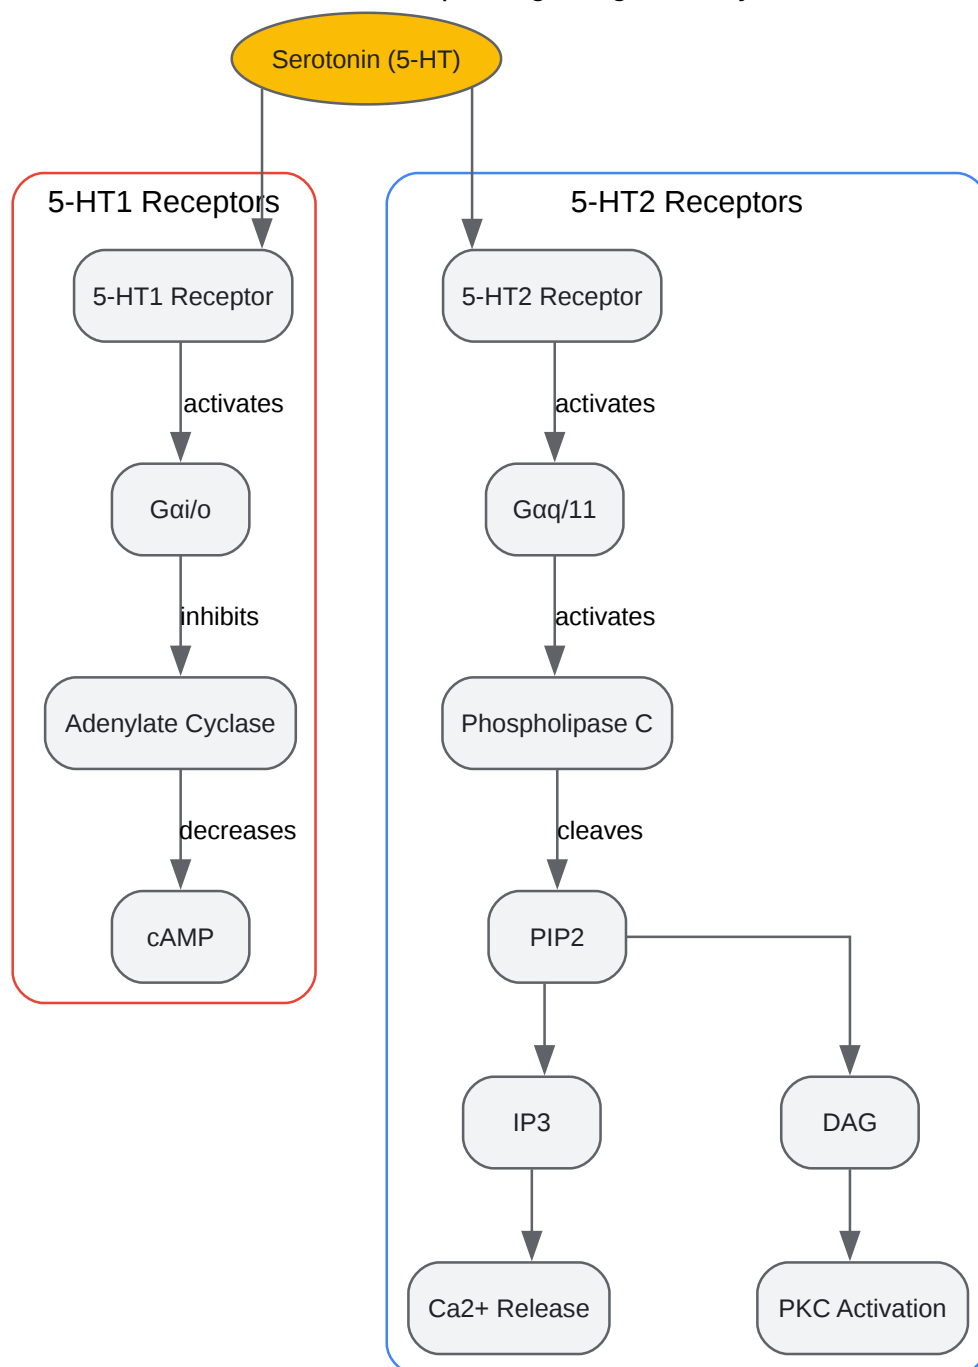 Serotonin (5-HT)
5-HT1 Receptors
5-HT2 Receptors
5-HT1 Receptor
5-HT2 Receptor
activates
activates
Gαi/o
Gαq/11
inhibits
activates
Adenylate Cyclase
Phospholipase C
decreases
cleaves
cAMP
PIP2
IP3
DAG
Ca2+ Release
PKC Activation